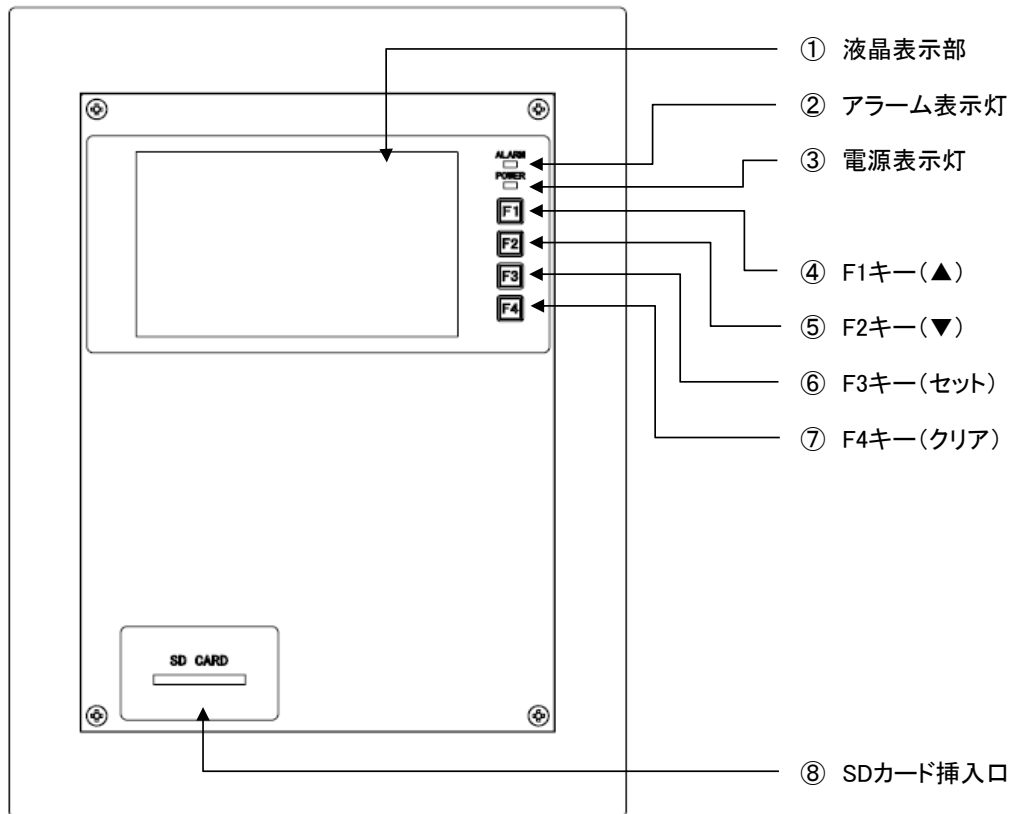 ① 液晶表示部
② アラーム表示灯
ALARM
③ 電源表示灯
POWER
F1
F2
④ F1キー(▲)
F3
F4
⑤ F2キー(▼)
⑥ F3キー(セット)
⑦ F4キー(クリア)
SD CARD
⑧ SDカード挿入口